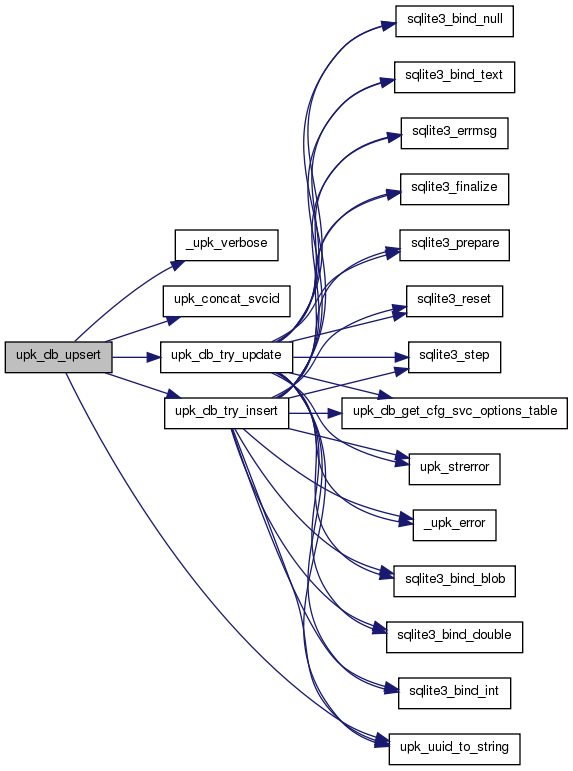 upk_db_upsert
_upk_verbose
upk_concat_svcid
upk_db_try_update
upk_db_try_insert
sqlite3_bind_null
sqlite3_bind_text
sqlite3_errmsg
sqlite3_finalize
sqlite3_prepare
sqlite3_reset
sqlite3_step
upk_db_get_cfg_svc_options_table
upk_strerror
_upk_error
sqlite3_bind_blob
sqlite3_bind_double
sqlite3_bind_int
upk_uuid_to_string